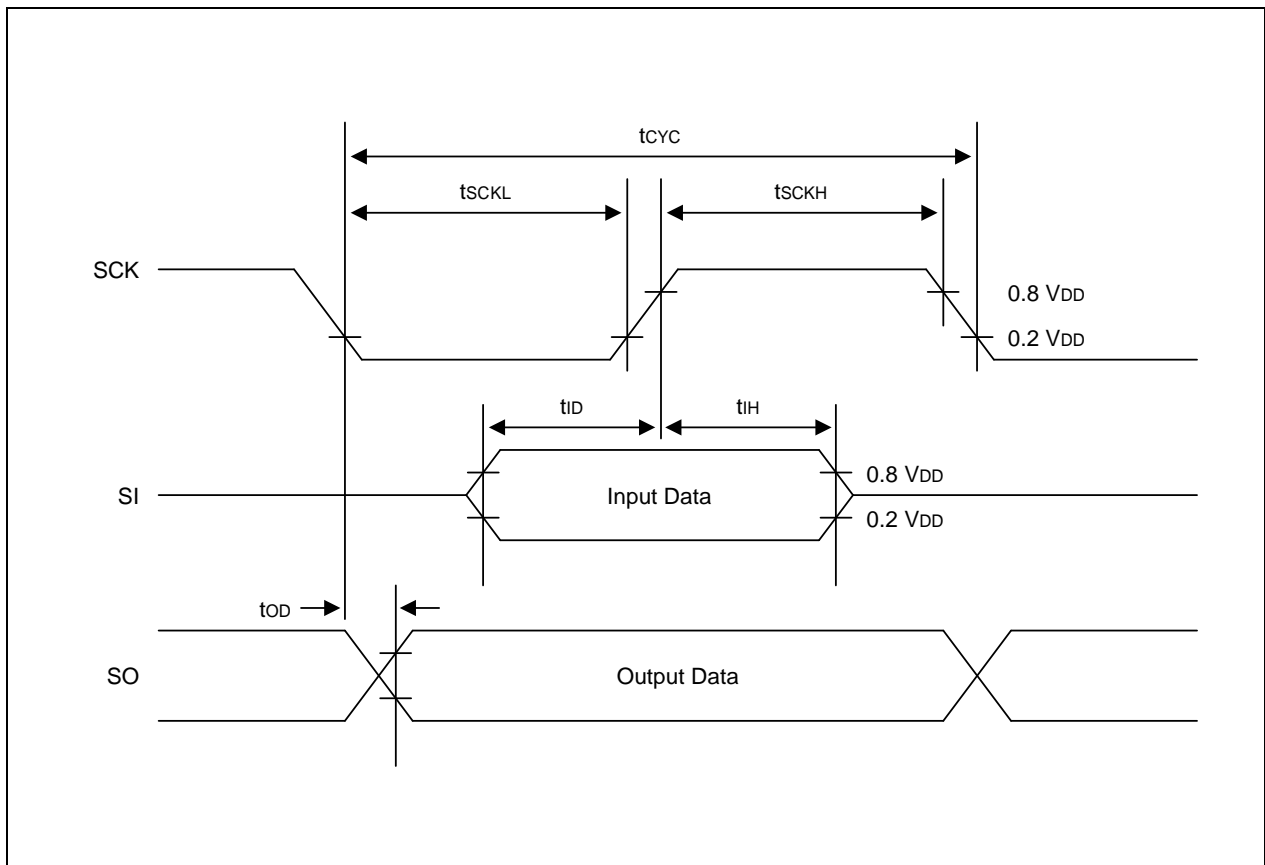 tCYC
tSCKL
tSCKH
SCK
0.8 VDD
0.2 VDD
tID
tIH
SI
Input Data
0.8 VDD
0.2 VDD
tOD
SO
Output Data